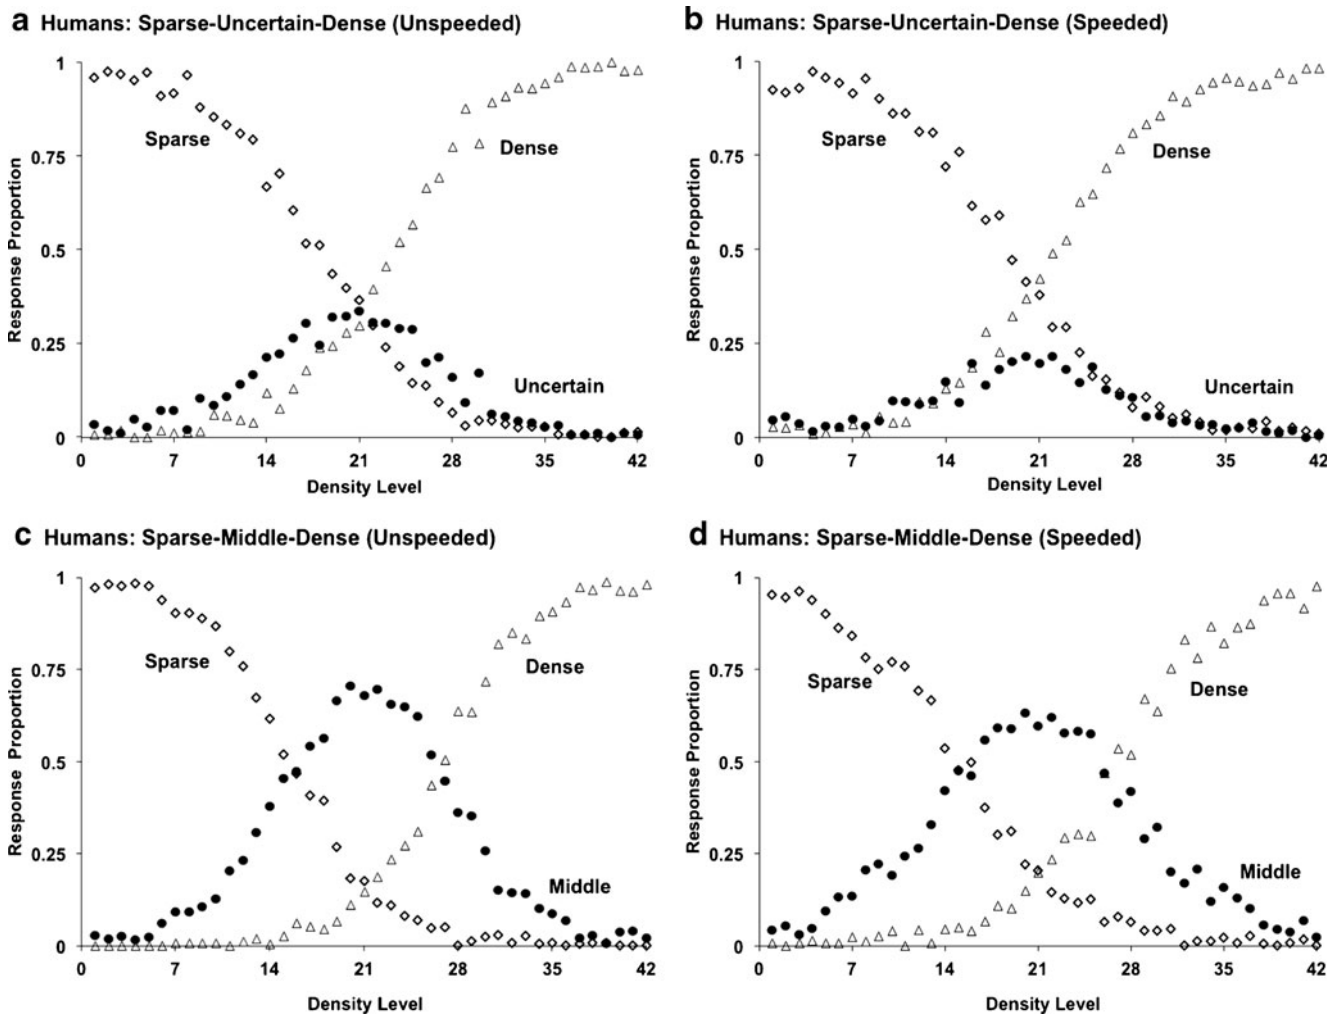 a Humans: Sparse-Uncertain-Dense (Unspeeded)
1
0.75
0.5
0.25
0
Response Proportion
Sparse
Dense
Uncertain
0 7 14 21 28 35 42
Density Level
b Humans: Sparse-Uncertain-Dense (Speeded)
1
0.75
0.5
0.25
0
Response Proportion
Sparse
Dense
Uncertain
0 7 14 21 28 35 42
Density Level
c Humans: Sparse-Middle-Dense (Unspeeded)
1
0.75
0.5
0.25
0
Response Proportion
Sparse
Dense
Middle
0 7 14 21 28 35 42
Density Level
d Humans: Sparse-Middle-Dense (Speeded)
1
0.75
0.5
0.25
0
Response Proportion
Sparse
Dense
Middle
0 7 14 21 28 35 42
Density Level